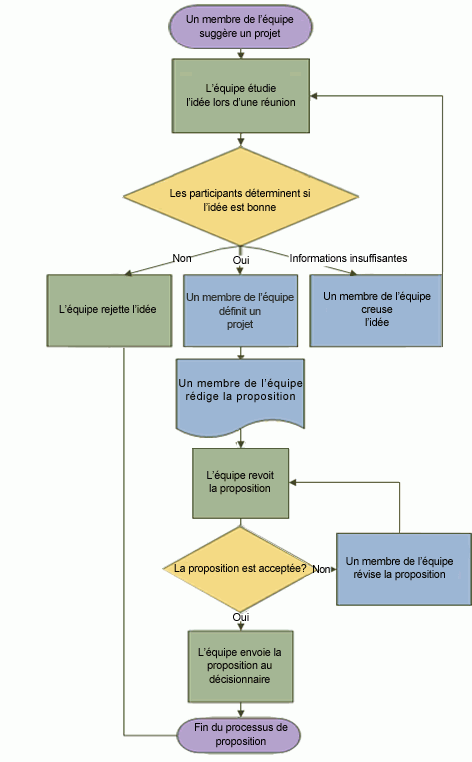 Un membre de l'équipe
suggère un projet
L'équipe étudie
l'idée lors d'une réunion
Les participants déterminent si
l'idée est bonne
Non
Oui
Informations insuffisantes
L'équipe rejette l'idée
Un membre de l'équipe
définit un
projet
Un membre de l'équipe
creuse
l'idée
Un membre de l'équipe
rédige la proposition
L'équipe revoit
la proposition
La proposition est acceptée?
Non
Un membre de l'équipe
révise la proposition
Oui
L'équipe envoie la
proposition au
décisionnaire
Fin du processus de
proposition